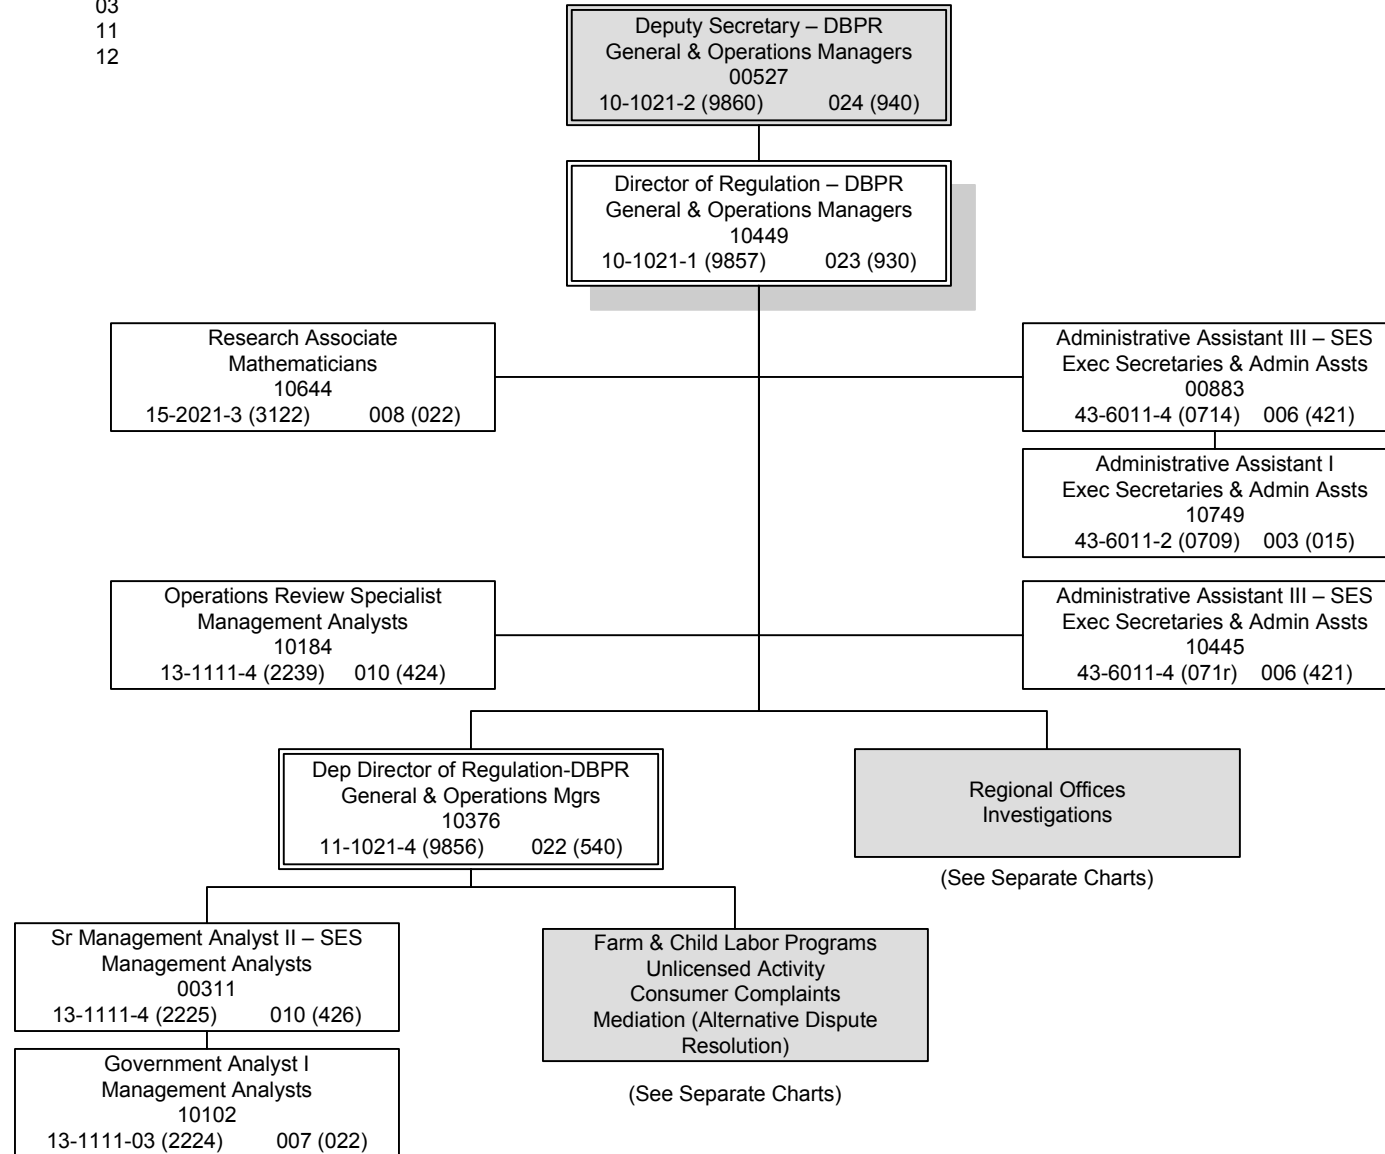 03
11
12
Deputy Secretary – DBPR
General & Operations Managers
00527
10-1021-2 (9860) 024 (940)
Director of Regulation – DBPR
General & Operations Managers
10449
10-1021-1 (9857) 023 (930)
Research Associate
Mathematicians
10644
15-2021-3 (3122) 008 (022)
Administrative Assistant III – SES
Exec Secretaries & Admin Assts
00883
43-6011-4 (0714) 006 (421)
Administrative Assistant I
Exec Secretaries & Admin Assts
10749
43-6011-2 (0709) 003 (015)
Operations Review Specialist
Management Analysts
10184
13-1111-4 (2239) 010 (424)
Administrative Assistant III – SES
Exec Secretaries & Admin Assts
10445
43-6011-4 (071r) 006 (421)
Dep Director of Regulation-DBPR
General & Operations Mgrs
10376
11-1021-4 (9856) 022 (540)
Regional Offices
Investigations
(See Separate Charts)
Sr Management Analyst II – SES
Management Analysts
00311
13-1111-4 (2225) 010 (426)
Farm & Child Labor Programs
Unlicensed Activity
Consumer Complaints
Mediation (Alternative Dispute
Resolution)
(See Separate Charts)
Government Analyst I
Management Analysts
10102
13-1111-03 (2224) 007 (022)